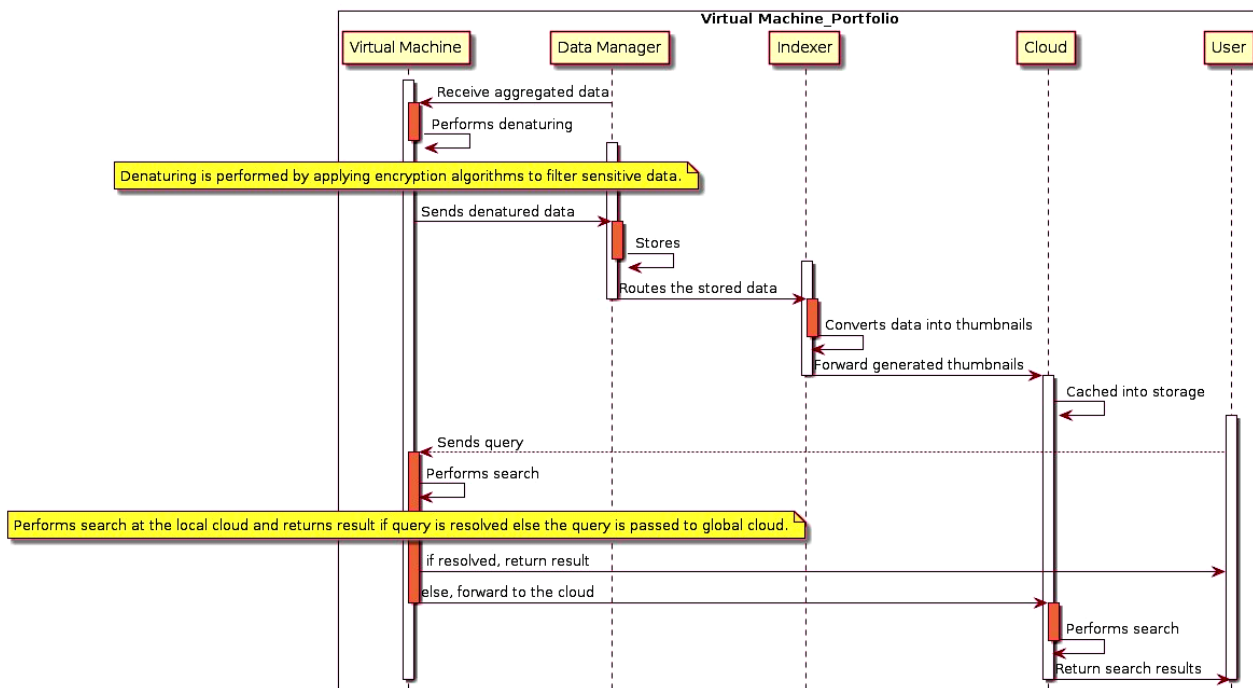 Virtual Machine_Portfolio
Virtual Machine
Data Manager
Indexer
Cloud
User
Receive aggregated data
Performs denaturing
Denaturing is performed by applying encryption algorithms to filter sensitive data.
Sends denatured data
Stores
Routes the stored data
Converts data into thumbnails
Forward generated thumbnails
Cached into storage
Sends query
Performs search
Performs search at the local cloud and returns result if query is resolved else the query is passed to global cloud.
if resolved, return result
else, forward to the cloud
Performs search
Return search results